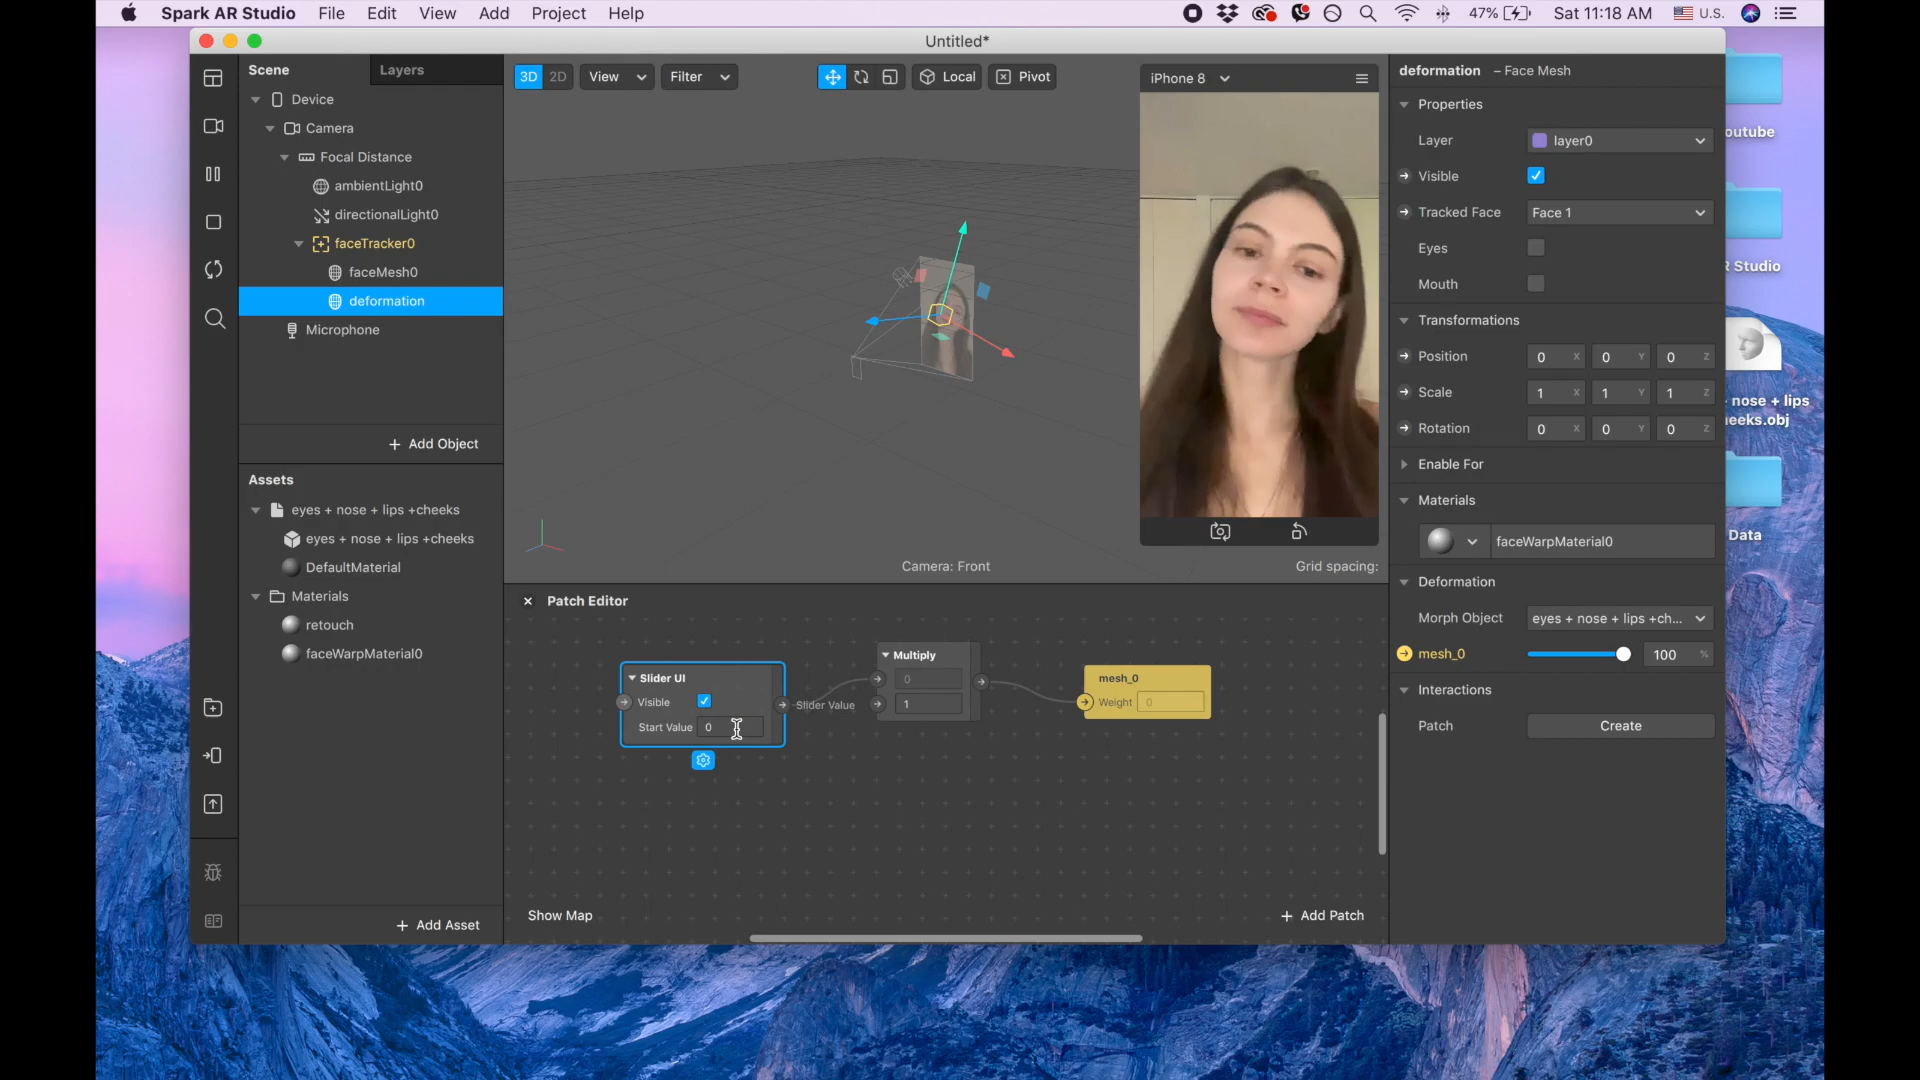 Spark AR Studio File Edit View Add Project Help 47% Sat 11:18 AM U.S.
Untitled*
Scene Layers
Device
Camera
Focal Distance
ambientLight0
directionalLight0
faceTracker0
faceMesh0
deformation
Microphone
+ Add Object
Assets
eyes + nose + lips +cheeks
eyes + nose + lips +cheeks
DefaultMaterial
Materials
retouch
faceWarpMaterial0
+ Add Asset
3D 2D View Filter Local Pivot
iPhone 8
Camera: Front
Grid spacing:
Patch Editor
Slider UI
Visible
Start Value 0
Slider Value
Multiply
0
1
mesh_0
Weight 0
Show Map
+ Add Patch
deformation – Face Mesh
Properties
Layer layer0
Visible
Tracked Face Face 1
Eyes
Mouth
Transformations
Position 0 X 0 Y 0 Z
Scale 1 X 1 Y 1 Z
Rotation 0 X 0 Y 0 Z
Enable For
Materials
faceWarpMaterial0
Deformation
Morph Object eyes + nose + lips +ch...
mesh_0 100 %
Interactions
Patch Create
outube
R Studio
nose + lips
heeks.obj
Data